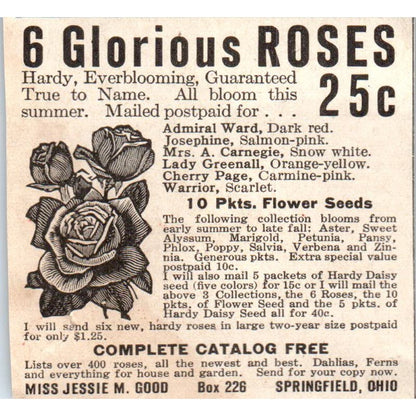 6 Glorious ROSES
Hardy, Everblooming, Guaranteed
True to Name. All bloom this
summer. Mailed postpaid for . . .
25c
Admiral Ward, Dark red.
Josephine, Salmon-pink.
Mrs. A. Carnegie, Snow white.
Lady Greenall, Orange-yellow.
Cherry Page, Carmine-pink.
Warrior, Scarlet.
10 Pkts. Flower Seeds
The following collection blooms from
early summer to late fall: Aster, Sweet
Alyssum, Marigold, Petunia, Pansy,
Phlox, Poppy, Salvia, Verbena and Zin-
nia. Generous pkts. Extra special value
postpaid 10c.
I will also mail 5 packets of Hardy Daisy
seed (five colors) for 15c or I will mail the
above 3 Collections, the 6 Roses, the 10
pkts. of Flower Seed and the 5 pkts. of
Hardy Daisy Seed all for 40c.
I will send six new, hardy roses in large two-year size postpaid
for only $1.25.
COMPLETE CATALOG FREE
Lists over 400 roses, all the newest and best. Dahlias, Ferns
and everything for house and garden. Send for your copy now.
MISS JESSIE M. GOOD Box 226 SPRINGFIELD, OHIO